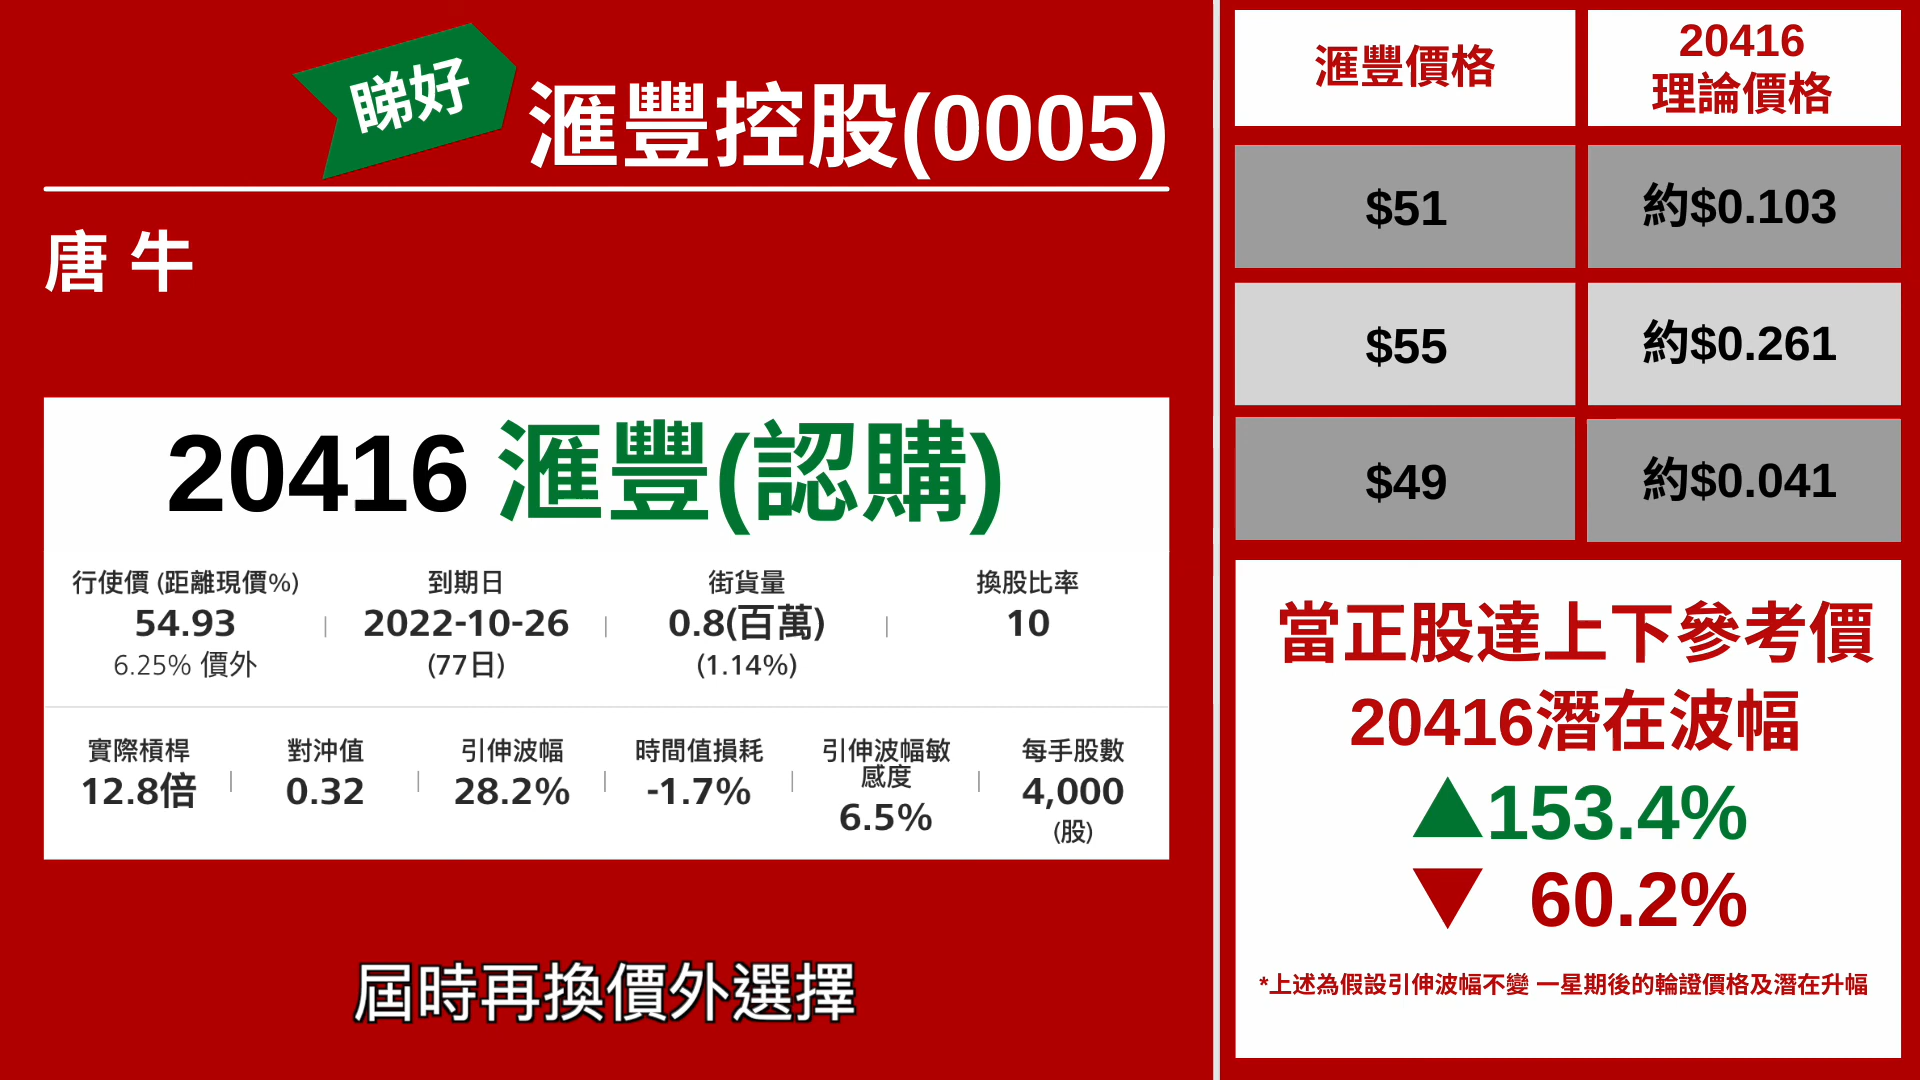 睇好
滙豐控股(0005)
唐 牛
20416 滙豐(認購)
行使價 (距離現價%)
54.93
6.25% 價外
到期日
2022-10-26
(77日)
街貨量
0.8(百萬)
(1.14%)
換股比率
10
實際槓桿
12.8倍
對沖值
0.32
引伸波幅
28.2%
時間值損耗
-1.7%
引伸波幅敏
感度
6.5%
每手股數
4,000
(股)
屆時再換價外選擇
滙豐價格
20416
理論價格
$51
約$0.103
$55
約$0.261
$49
約$0.041
當正股達上下參考價
20416潛在波幅
▲153.4%
▼ 60.2%
*上述為假設引伸波幅不變 一星期後的輪證價格及潛在升幅